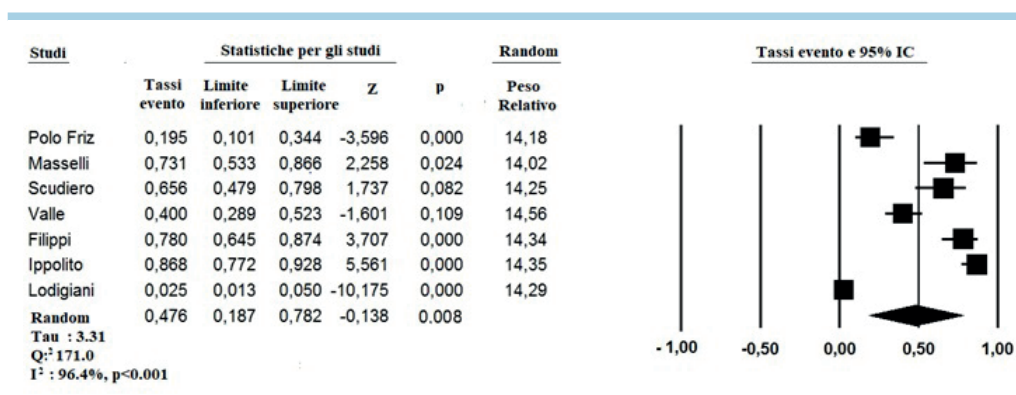 Studi Statistiche per gli studi Random Tassi evento e 95% IC
Tassi Limite Limite Z p Peso
evento inferiore superiore Relativo
Polo Friz 0,195 0,101 0,344 -3,596 0,000 14,18
Masselli 0,731 0,533 0,866 2,258 0,024 14,02
Scudiero 0,656 0,479 0,798 1,737 0,082 14,25
Valle 0,400 0,289 0,523 -1,601 0,109 14,56
Filippi 0,780 0,645 0,874 3,707 0,000 14,34
Ippolito 0,868 0,772 0,928 5,561 0,000 14,35
Lodigiani 0,025 0,013 0,050 -10,175 0,000 14,29
Random 0,476 0,187 0,782 -0,138 0.008
Tau : 3.31
Q:² 171.0
I² : 96.4%, p<0.001
- 1,00 -0,50 0,00 0,50 1,00